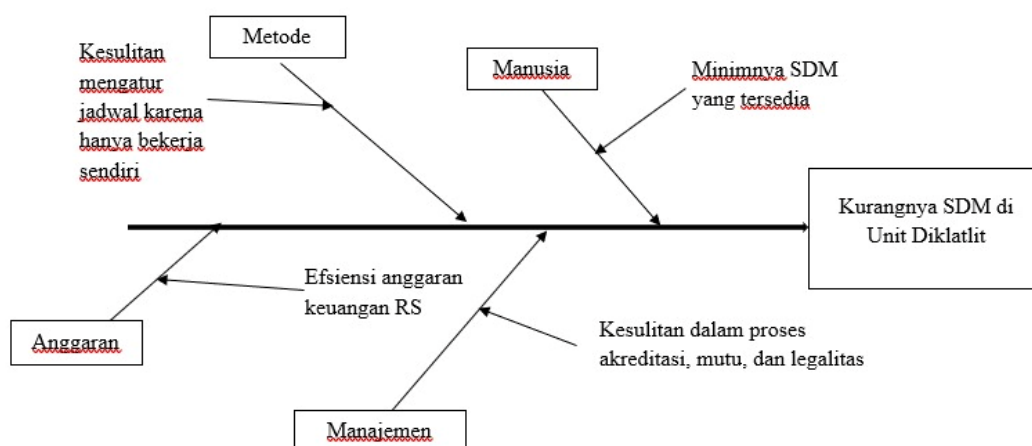 Metode
Kesulitan
mengatur
jadwal karena
hanya bekerja
sendiri
Manusia
Minimnya SDM
yang tersedia
Kurangnya SDM di
Unit Diklatlit
Efsiensi anggaran
keuangan RS
Anggaran
Kesulitan dalam proses
akreditasi, mutu, dan legalitas
Manajemen